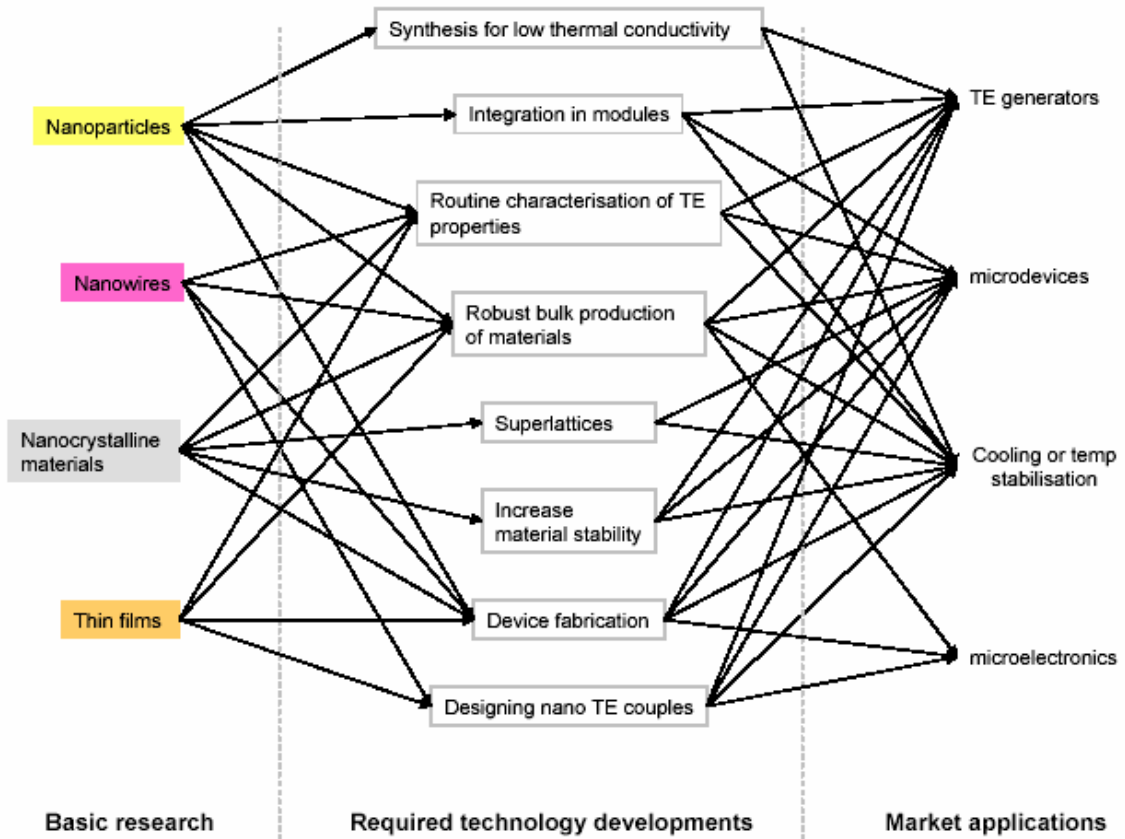 Synthesis for low thermal conductivity
Nanoparticles
Integration in modules
TE generators
Routine characterisation of TE
properties
Nanowires
microdevices
Robust bulk production
of materials
Nanocrystalline
materials
Superlattices
Cooling or temp
stabilisation
Increase
material stability
Thin films
Device fabrication
microelectronics
Designing nano TE couples
Basic research
Required technology developments
Market applications